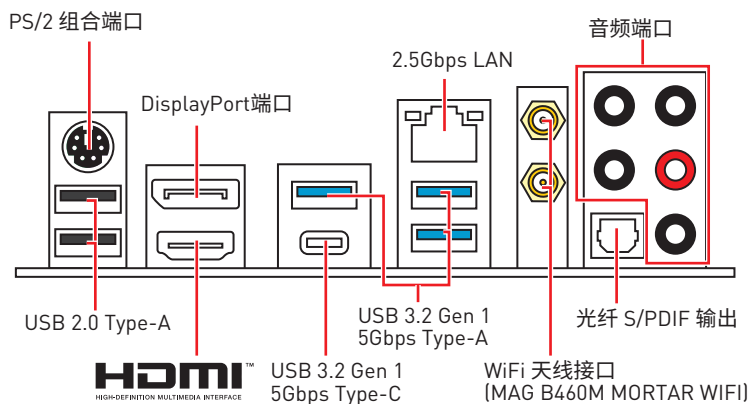 PS/2 组合端口
音频端口
2.5Gbps LAN
DisplayPort端口
USB 2.0 Type-A
USB 3.2 Gen 1
5Gbps Type-A
光纤 S/PDIF 输出
HDMI™
HIGH-DEFINITION MULTIMEDIA INTERFACE
USB 3.2 Gen 1
5Gbps Type-C
WiFi 天线接口
(MAG B460M MORTAR WIFI)